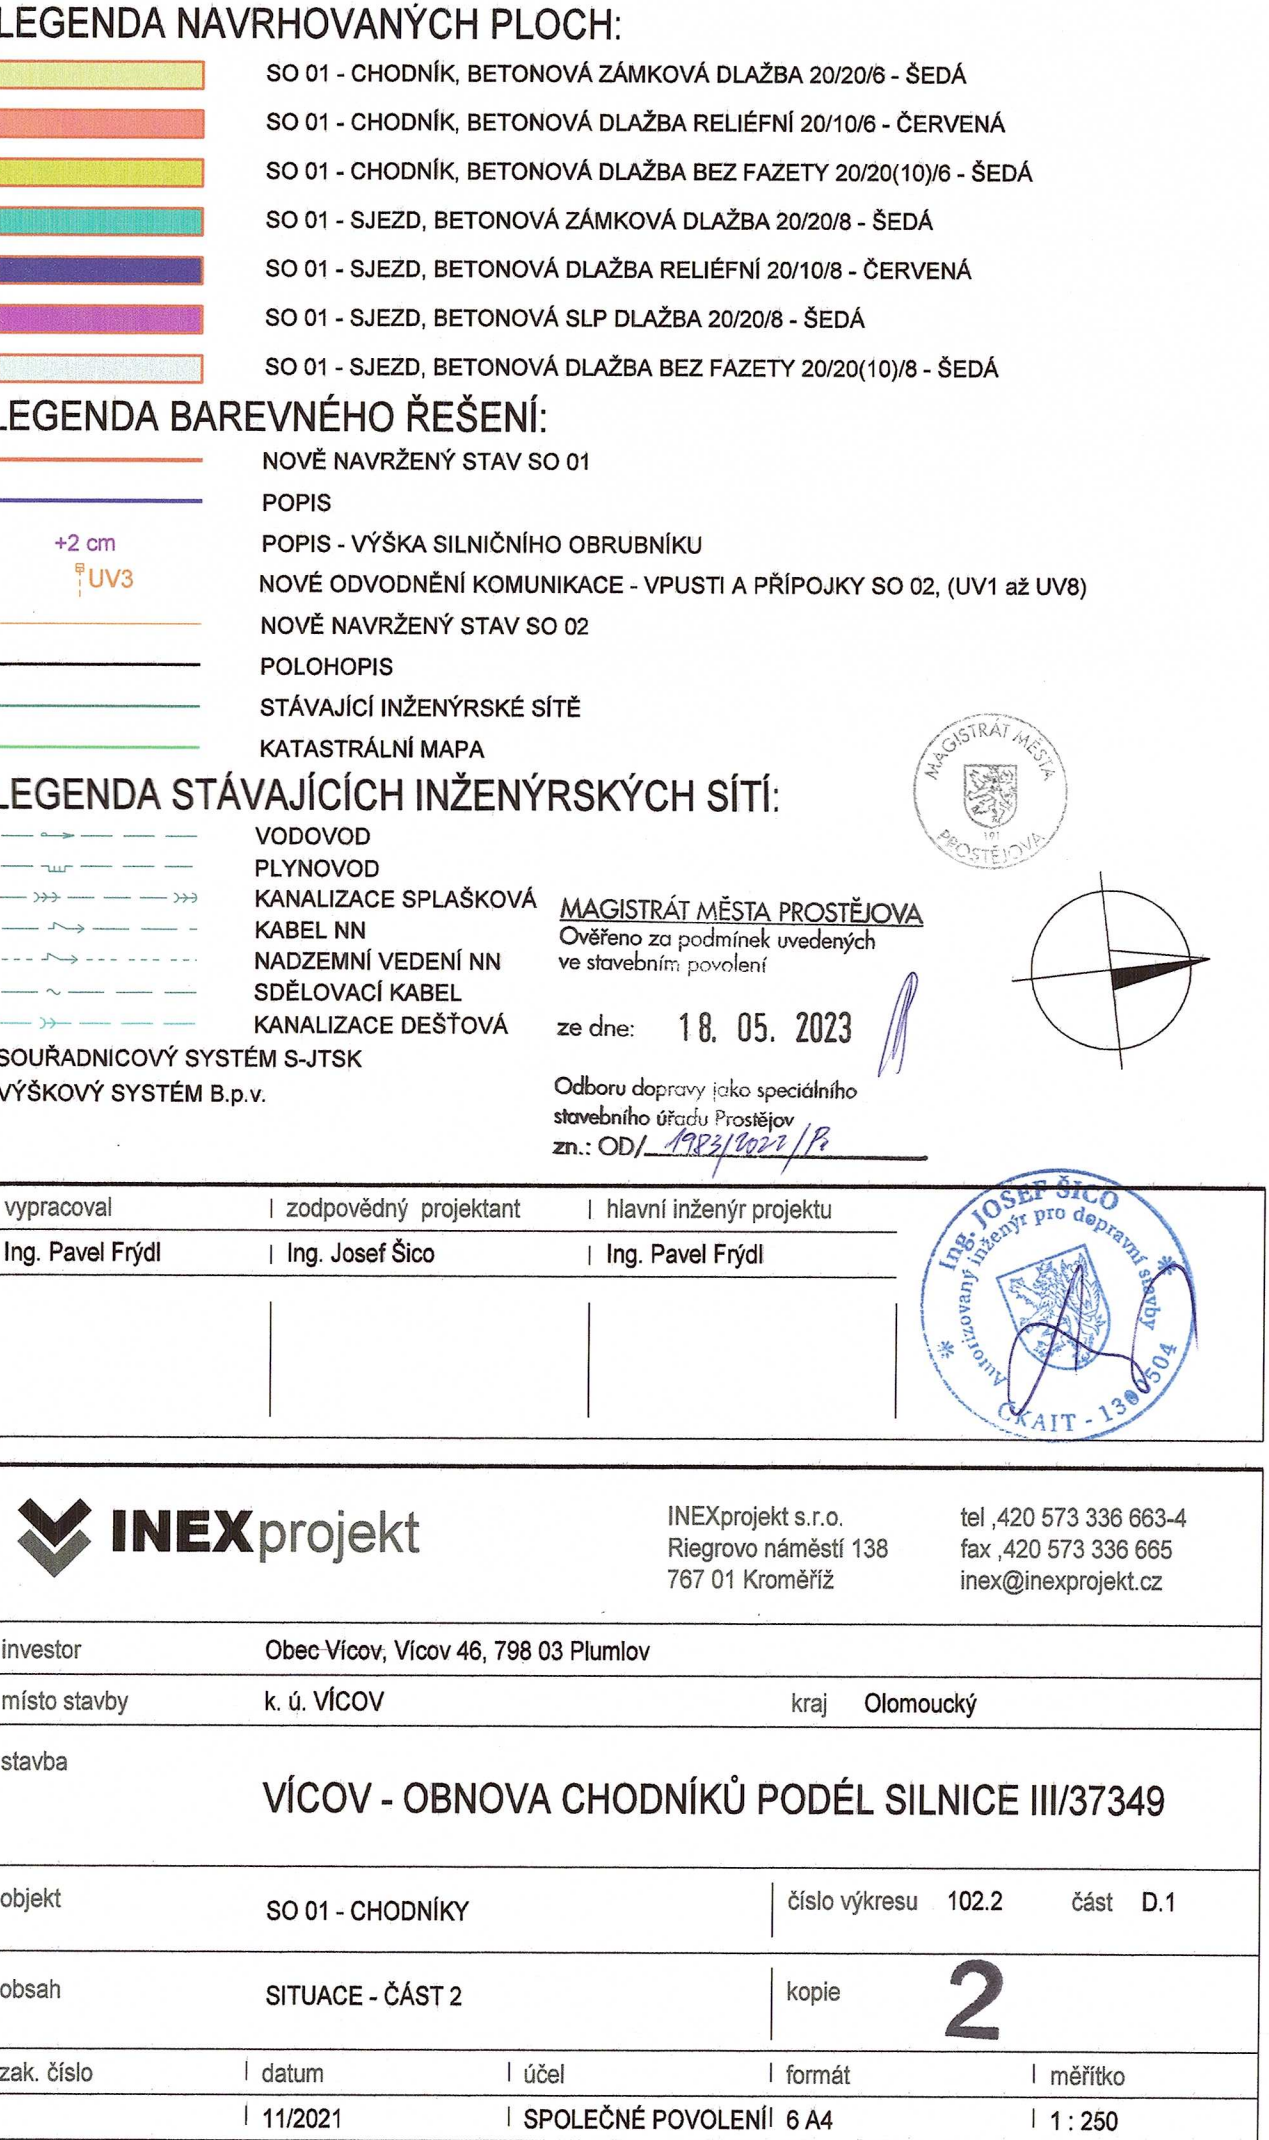 LEGENDA NAVRHOVANÝCH PLOCH:
SO 01 - CHODNÍK, BETONOVÁ ZÁMKOVÁ DLAŽBA 20/20/6 - ŠEDÁ
SO 01 - CHODNÍK, BETONOVÁ DLAŽBA RELIÉFNÍ 20/10/6 - ČERVENÁ
SO 01 - CHODNÍK, BETONOVÁ DLAŽBA BEZ FAZETY 20/20(10)/6 - ŠEDÁ
SO 01 - SJEZD, BETONOVÁ ZÁMKOVÁ DLAŽBA 20/20/8 - ŠEDÁ
SO 01 - SJEZD, BETONOVÁ DLAŽBA RELIÉFNÍ 20/10/8 - ČERVENÁ
SO 01 - SJEZD, BETONOVÁ SLP DLAŽBA 20/20/8 - ŠEDÁ
SO 01 - SJEZD, BETONOVÁ DLAŽBA BEZ FAZETY 20/20(10)/8 - ŠEDÁ
LEGENDA BAREVNÉHO ŘEŠENÍ:
NOVĚ NAVRŽENÝ STAV SO 01
POPIS
+2 cm POPIS - VÝŠKA SILNIČNÍHO OBRUBNÍKU
UV3 NOVÉ ODVODNĚNÍ KOMUNIKACE - VPUSTI A PŘÍPOJKY SO 02, (UV1 až UV8)
NOVĚ NAVRŽENÝ STAV SO 02
POLOHOPIS
STÁVAJÍCÍ INŽENÝRSKÉ SÍTĚ
KATASTRÁLNÍ MAPA
MAGISTRÁT MĚSTA
PROSTĚJOVA
LEGENDA STÁVAJÍCÍCH INŽENÝRSKÝCH SÍTÍ:
VODOVOD
PLYNOVOD
KANALIZACE SPLAŠKOVÁ
KABEL NN
NADZEMNÍ VEDENÍ NN
SDĚLOVACÍ KABEL
KANALIZACE DEŠŤOVÁ
SOUŘADNICOVÝ SYSTÉM S-JTSK
VÝŠKOVÝ SYSTÉM B.p.v.
MAGISTRÁT MĚSTA PROSTĚJOVA
Ověřeno za podmínek uvedených
ve stavebním povolení
ze dne: 18. 05. 2023
Odboru dopravy jako speciálního
stavebního úřadu Prostějov
zn.: OD/ 1983/2022/
vypracoval zodpovědný projektant hlavní inženýr projektu
Ing. Pavel Frýdl Ing. Josef Šico Ing. Pavel Frýdl
Ing. JOSEF ŠICO
Autorizovaný inženýr pro dopravní stavby
ČKAIT - 1300504
INEXprojekt
INEXprojekt s.r.o. tel ,420 573 336 663-4
Riegrovo náměstí 138 fax ,420 573 336 665
767 01 Kroměříž inex@inexprojekt.cz
investor Obec Vícov, Vícov 46, 798 03 Plumlov
místo stavby k. ú. VÍCOV kraj Olomoucký
stavba
VÍCOV - OBNOVA CHODNÍKŮ PODÉL SILNICE III/37349
objekt SO 01 - CHODNÍKY číslo výkresu 102.2 část D.1
obsah SITUACE - ČÁST 2 kopie 2
zak. číslo datum účel formát měřítko
11/2021 SPOLEČNÉ POVOLENÍ 6 A4 1 : 250